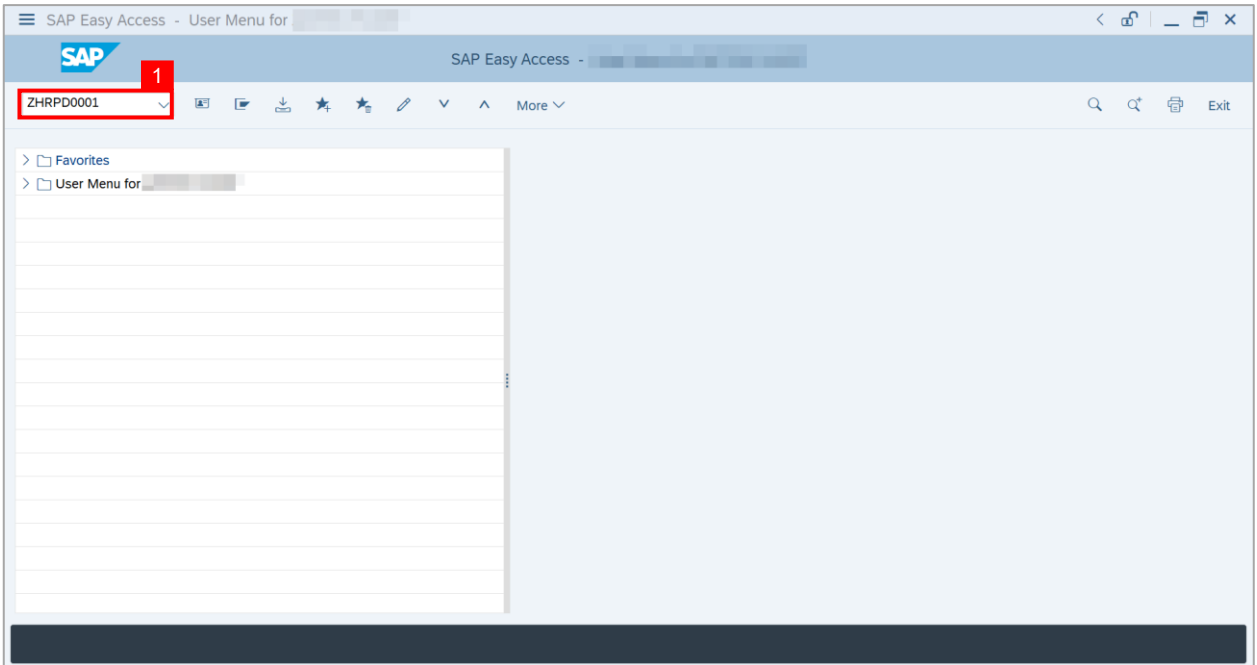 SAP Easy Access - User Menu for
SAP
SAP Easy Access -
1
ZHRPD0001
More
Exit
Favorites
User Menu for